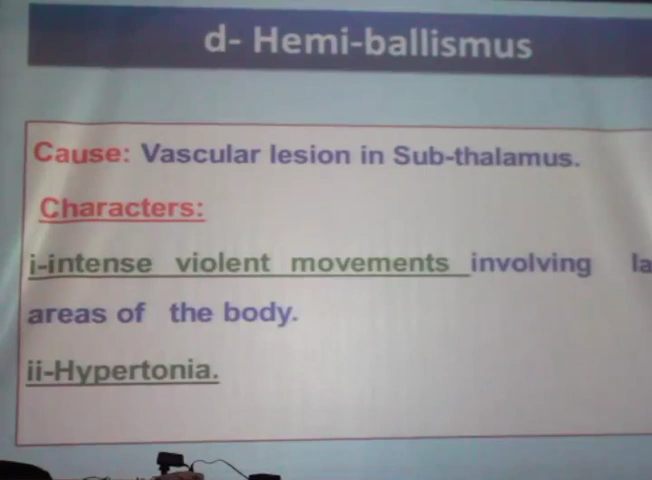 d- Hemi-ballismus
Cause: Vascular lesion in Sub-thalamus.
Characters:
i-intense violent movements involving
areas of the body.
ii-Hypertonia.